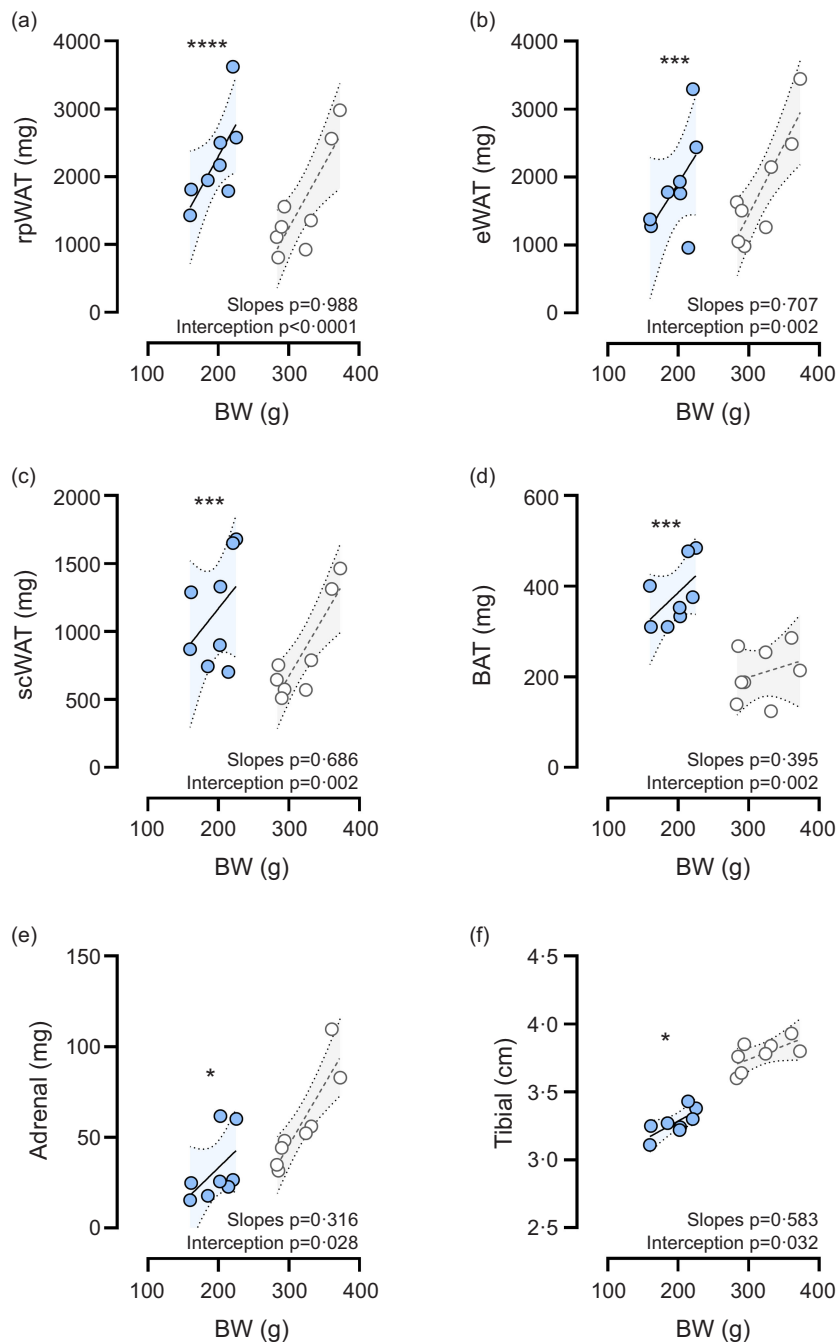 (a)
****
4000
3000
2000
1000
0
rpWAT (mg)
Slopes p=0·988
Interception p<0·0001
100 200 300 400
BW (g)
(b)
***
4000
3000
2000
1000
0
eWAT (mg)
Slopes p=0·707
Interception p=0·002
100 200 300 400
BW (g)
(c)
***
2000
1500
1000
500
0
scWAT (mg)
Slopes p=0·686
Interception p=0·002
100 200 300 400
BW (g)
(d)
***
600
400
200
0
BAT (mg)
Slopes p=0·395
Interception p=0·002
100 200 300 400
BW (g)
(e)
*
150
100
50
0
Adrenal (mg)
Slopes p=0·316
Interception p=0·028
100 200 300 400
BW (g)
(f)
*
4·5
4·0
3·5
3·0
2·5
Tibial (cm)
Slopes p=0·583
Interception p=0·032
100 200 300 400
BW (g)